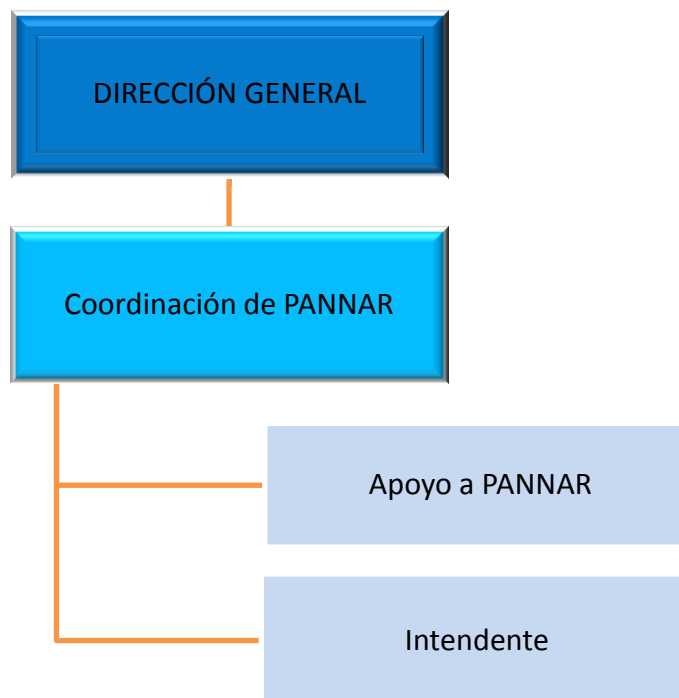 DIRECCIÓN GENERAL
Coordinación de PANNAR
Apoyo a PANNAR
Intendente